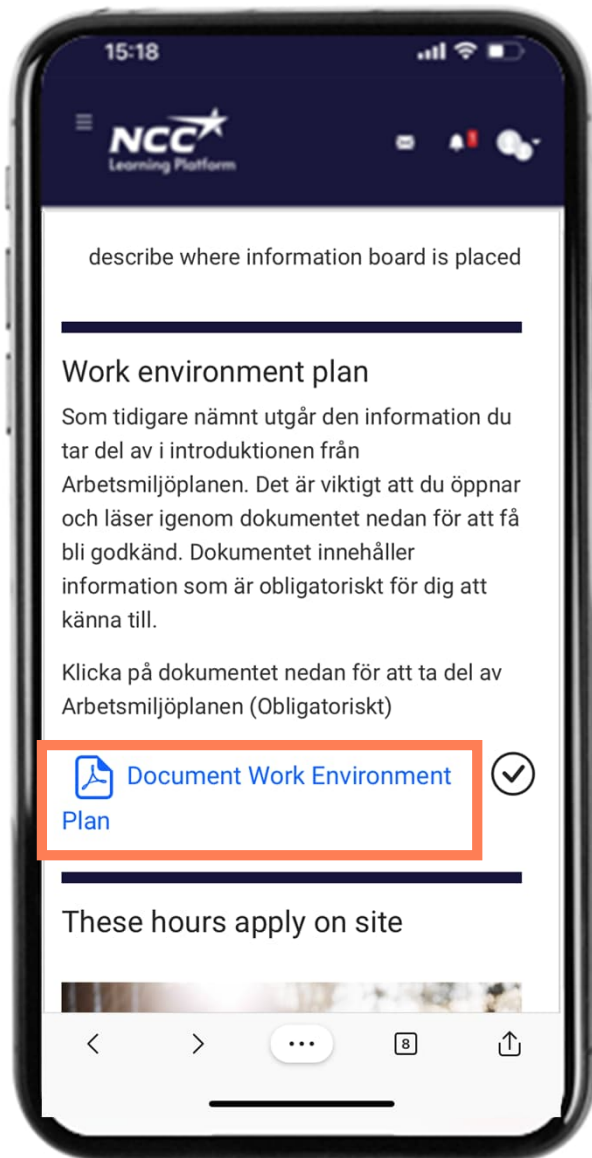 15:18
NCC
Learning Platform
1
describe where information board is placed
Work environment plan
Som tidigare nämnt utgår den information du
tar del av i introduktionen från
Arbetsmiljöplanen. Det är viktigt att du öppnar
och läser igenom dokumentet nedan för att få
bli godkänd. Dokumentet innehåller
information som är obligatoriskt för dig att
känna till.
Klicka på dokumentet nedan för att ta del av
Arbetsmiljöplanen (Obligatoriskt)
Document Work Environment
Plan
These hours apply on site
8